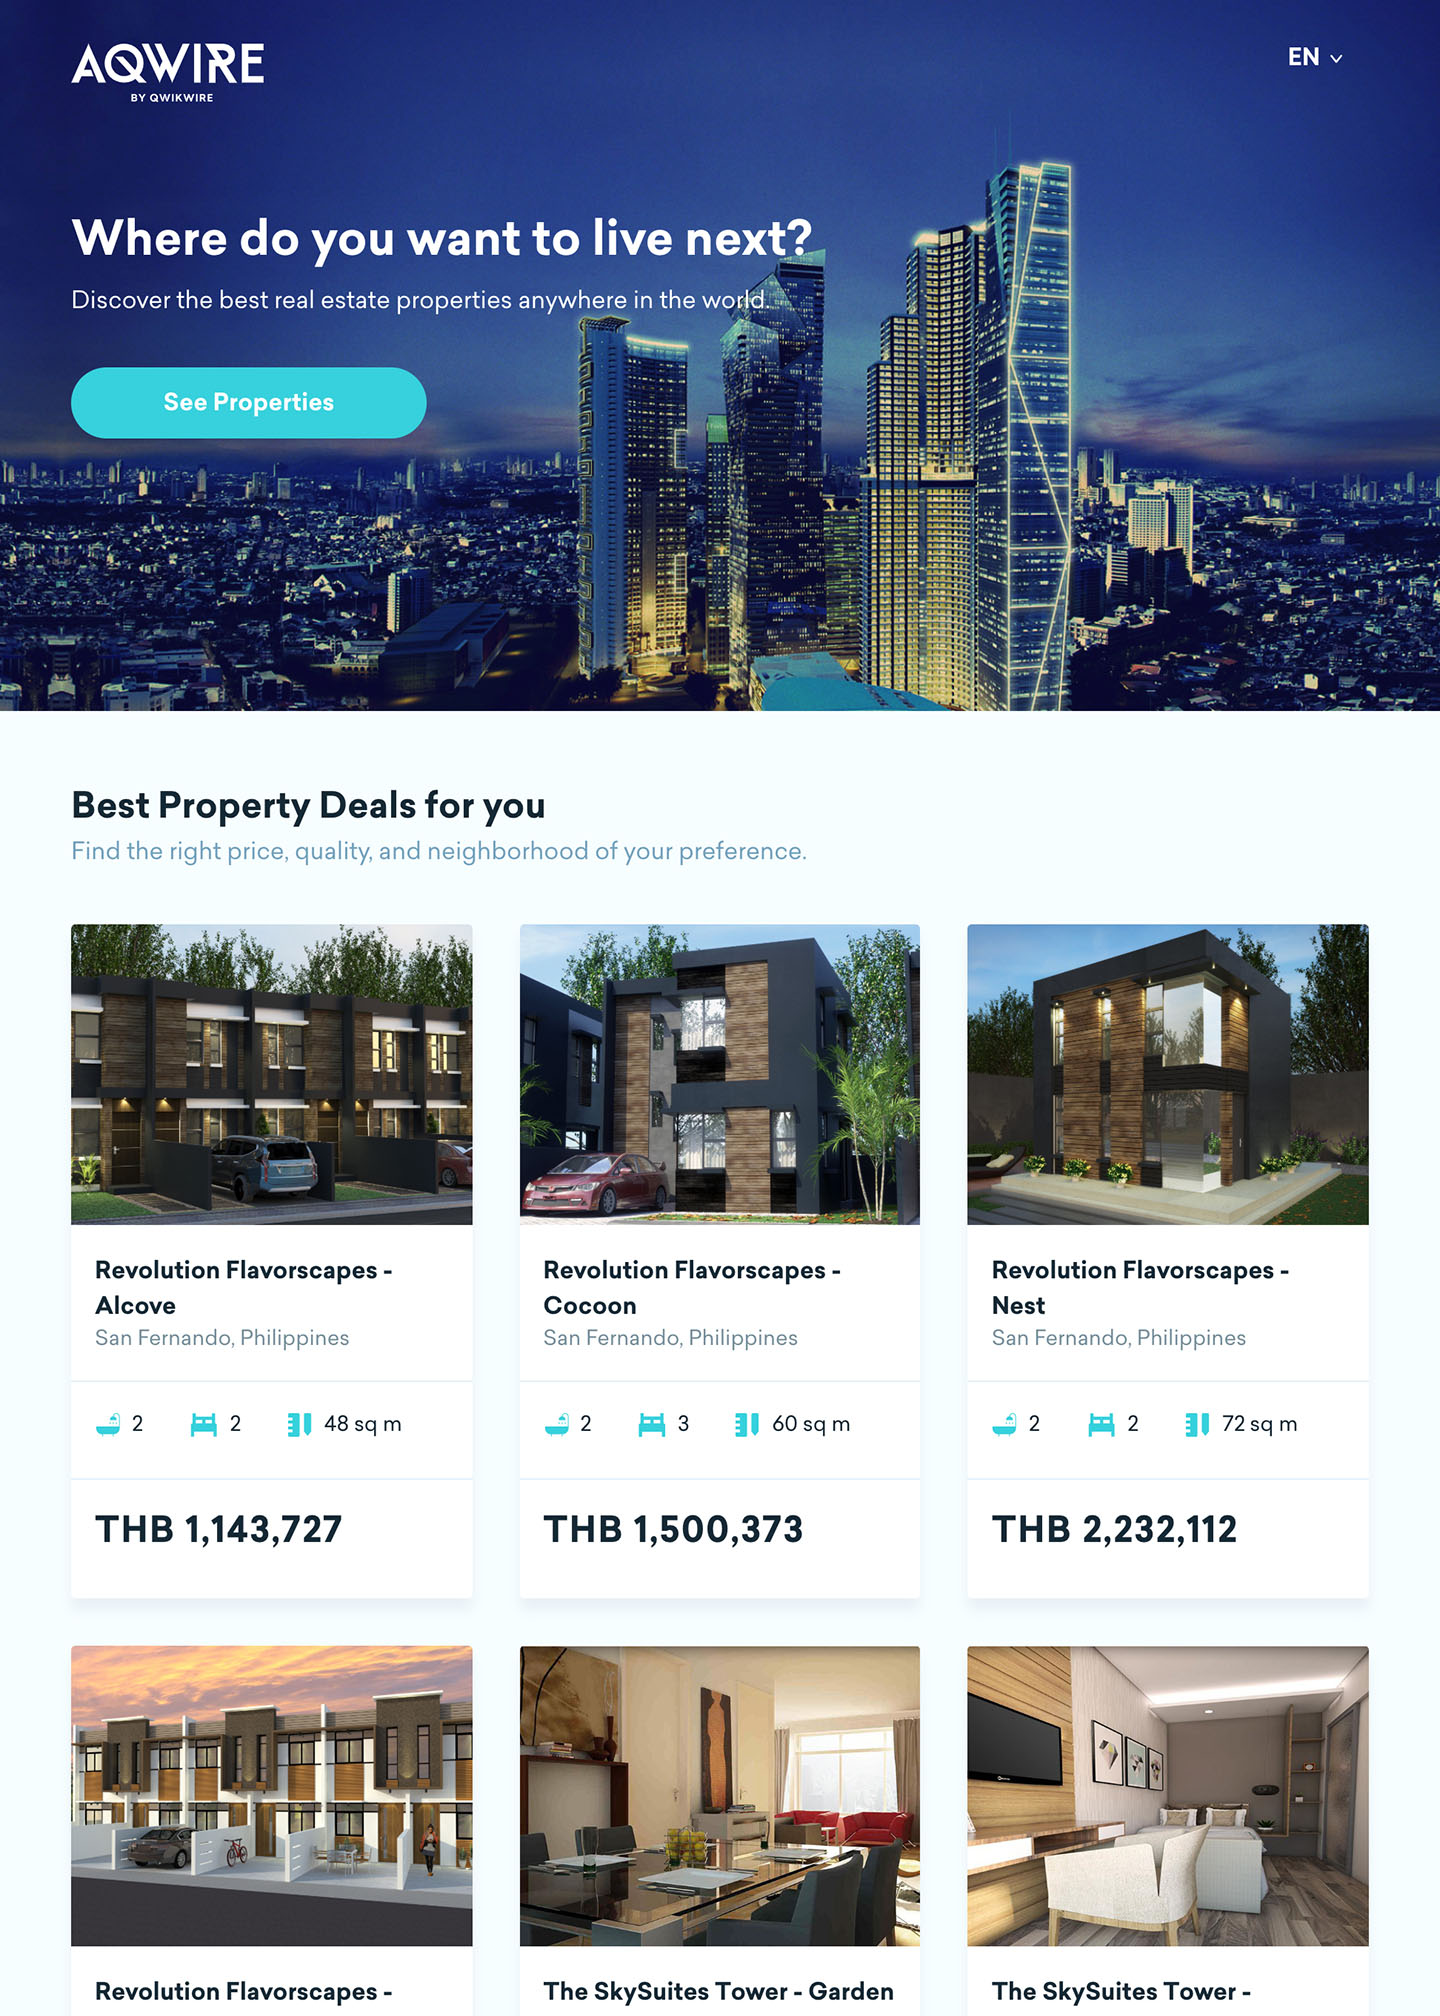 AQWIRE
BY QWIKWIRE
EN
Where do you want to live next?
Discover the best real estate properties anywhere in the world.
See Properties
Best Property Deals for you
Find the right price, quality, and neighborhood of your preference.
Revolution Flavorscapes -
Alcove
San Fernando, Philippines
2
2
48 sq m
THB 1,143,727
Revolution Flavorscapes -
Cocoon
San Fernando, Philippines
2
3
60 sq m
THB 1,500,373
Revolution Flavorscapes -
Nest
San Fernando, Philippines
2
2
72 sq m
THB 2,232,112
Revolution Flavorscapes -
The SkySuites Tower - Garden
The SkySuites Tower -